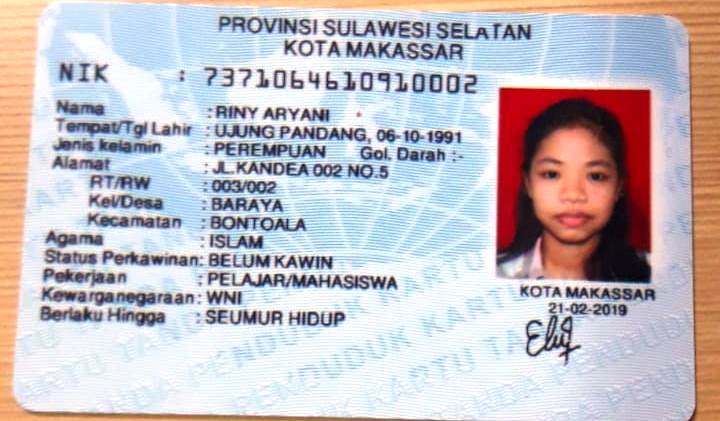 PROVINSI SULAWESI SELATAN
KOTA MAKASSAR
NIK : 7371064610910002
Nama : RINY ARYANI
Tempat/Tgl Lahir : UJUNG PANDANG, 06-10-1991
Jenis kelamin : PEREMPUAN Gol. Darah :-
Alamat : JL.KANDEA 002 NO.5
RT/RW : 003/002
Kel/Desa : BARAYA
Kecamatan : BONTOALA
Agama : ISLAM
Status Perkawinan: BELUM KAWIN
Pekerjaan : PELAJAR/MAHASISWA
Kewarganegaraan: WNI
Berlaku Hingga : SEUMUR HIDUP
KOTA MAKASSAR
21-02-2019